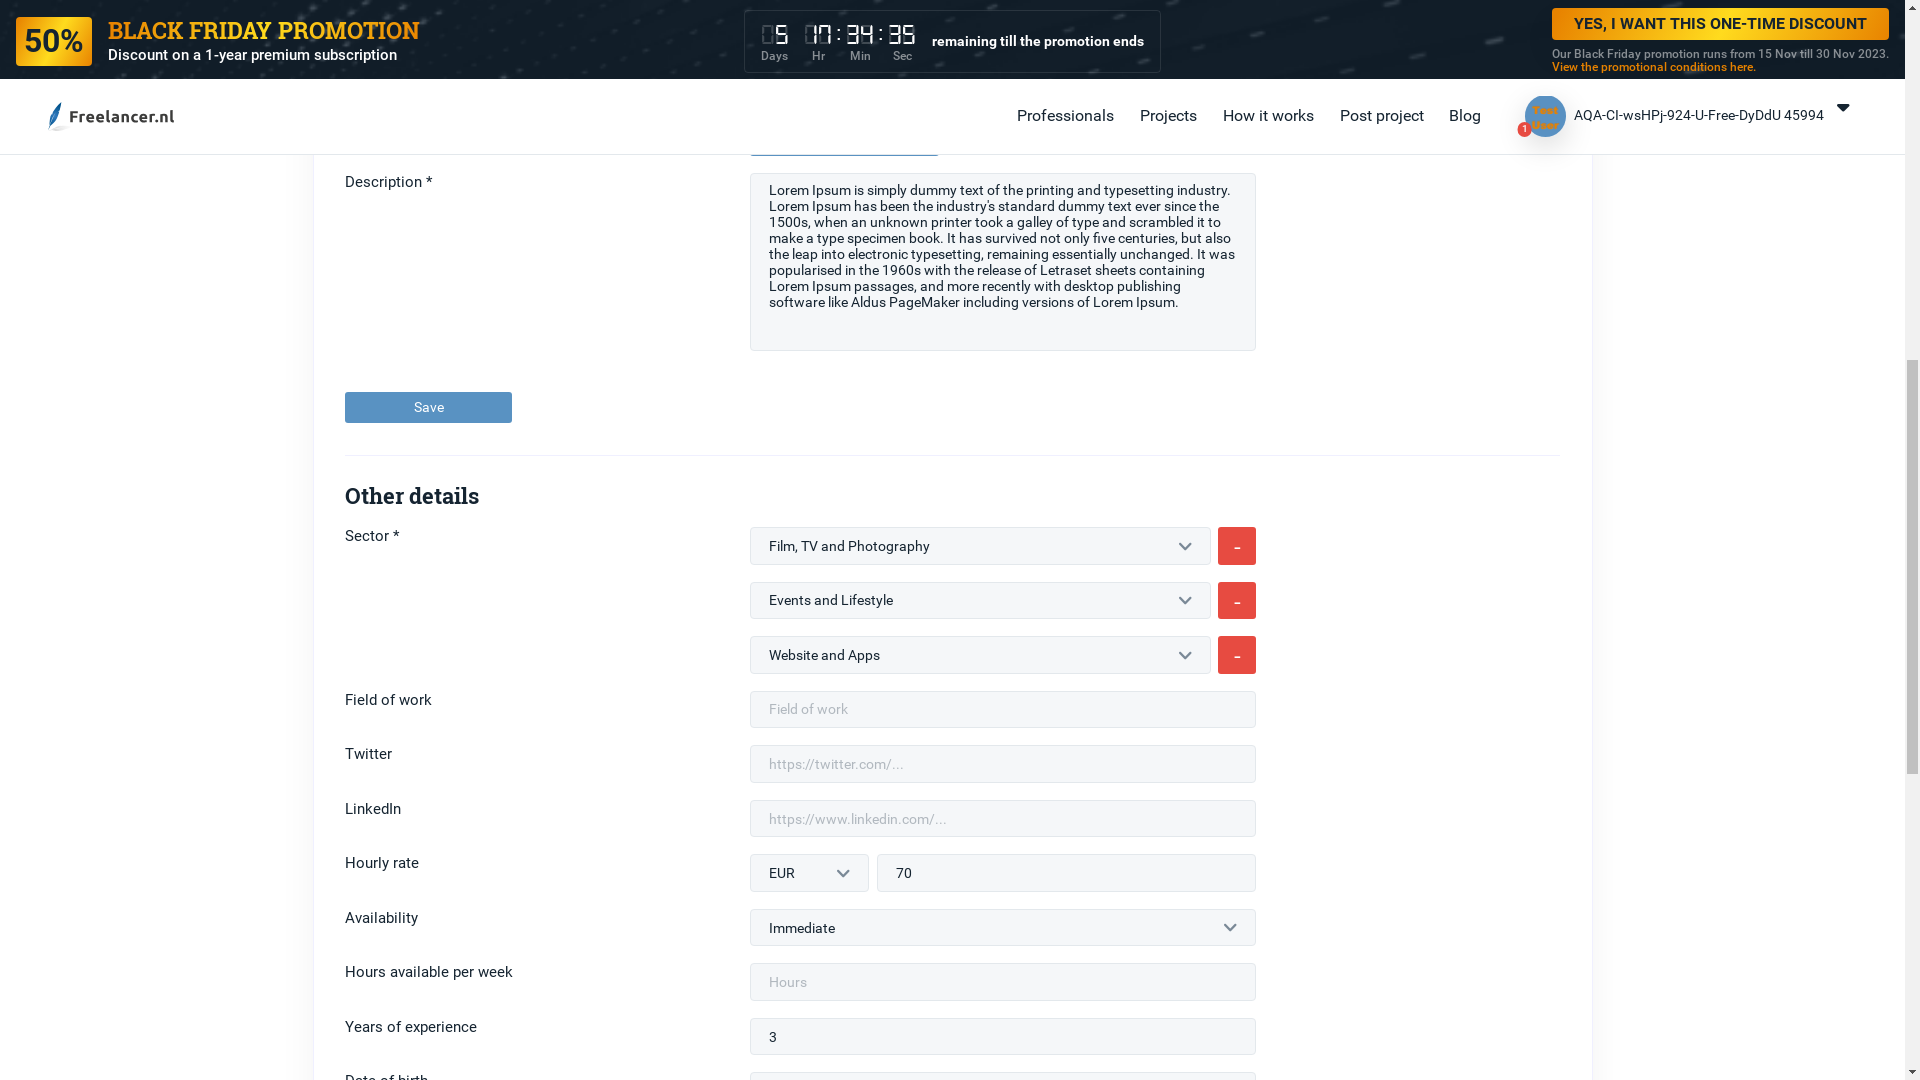 50%
BLACK FRIDAY PROMOTION
Discount on a 1-year premium subscription
5 17 : 34 : 35
Days Hr Min Sec
remaining till the promotion ends
YES, I WANT THIS ONE-TIME DISCOUNT
Our Black Friday promotion runs from 15 Nov till 30 Nov 2023.
View the promotional conditions here.
Freelancer.nl
Professionals Projects How it works Post project Blog
Test
User
1
AQA-CI-wsHPj-924-U-Free-DyDdU 45994
Description *
Lorem Ipsum is simply dummy text of the printing and typesetting industry.
Lorem Ipsum has been the industry's standard dummy text ever since the
1500s, when an unknown printer took a galley of type and scrambled it to
make a type specimen book. It has survived not only five centuries, but also
the leap into electronic typesetting, remaining essentially unchanged. It was
popularised in the 1960s with the release of Letraset sheets containing
Lorem Ipsum passages, and more recently with desktop publishing
software like Aldus PageMaker including versions of Lorem Ipsum.
Save
Other details
Sector *
Film, TV and Photography -
Events and Lifestyle -
Website and Apps -
Field of work Field of work
Twitter https://twitter.com/...
LinkedIn https://www.linkedin.com/...
Hourly rate EUR 70
Availability Immediate
Hours available per week Hours
Years of experience 3
Date of birth